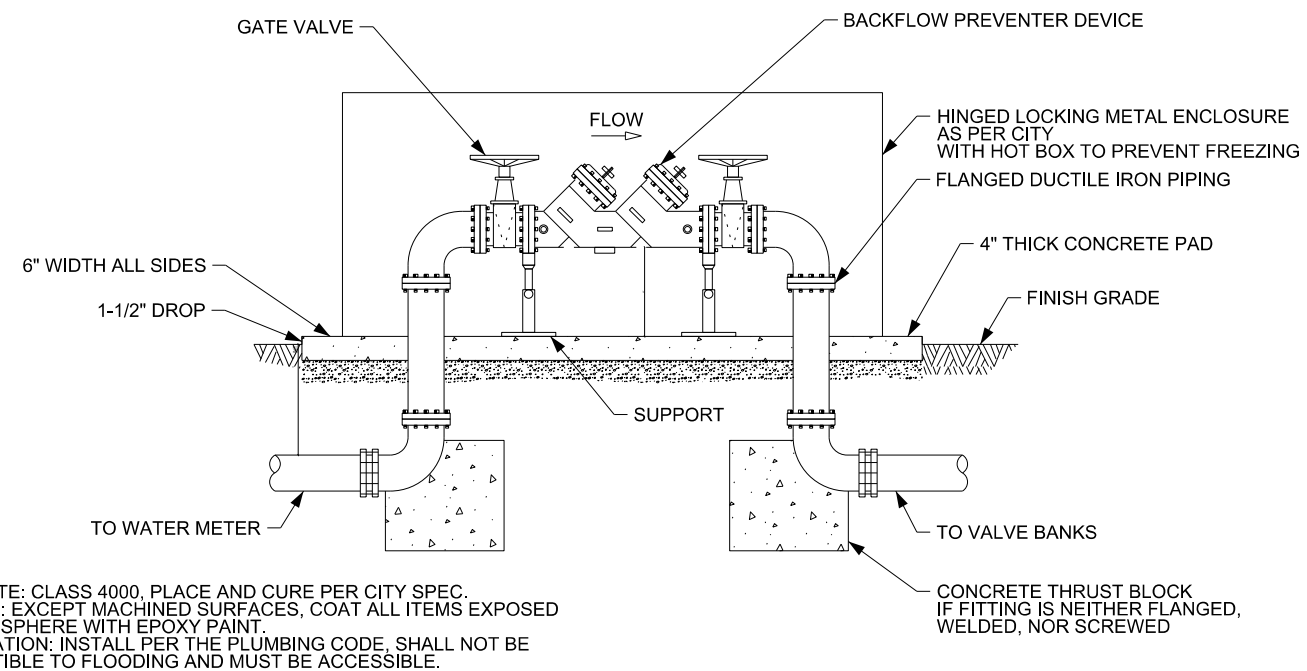 GATE VALVE
BACKFLOW PREVENTER DEVICE
FLOW
HINGED LOCKING METAL ENCLOSURE
AS PER CITY
WITH HOT BOX TO PREVENT FREEZING
FLANGED DUCTILE IRON PIPING
6" WIDTH ALL SIDES
4" THICK CONCRETE PAD
1-1/2" DROP
FINISH GRADE
SUPPORT
TO WATER METER
TO VALVE BANKS
CONCRETE THRUST BLOCK
IF FITTING IS NEITHER FLANGED,
WELDED, NOR SCREWED
TE: CLASS 4000, PLACE AND CURE PER CITY SPEC.
: EXCEPT MACHINED SURFACES, COAT ALL ITEMS EXPOSED
SPHERE WITH EPOXY PAINT.
ATION: INSTALL PER THE PLUMBING CODE, SHALL NOT BE
TIBLE TO FLOODING AND MUST BE ACCESSIBLE.